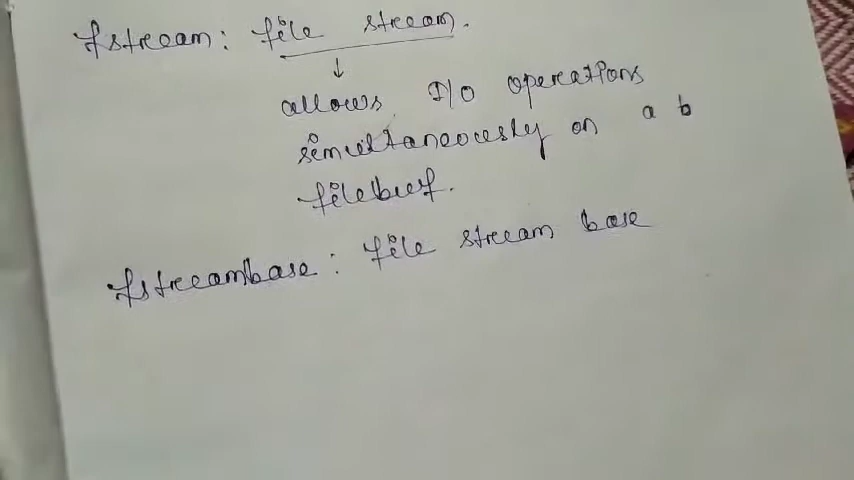 fstream: file stream.
↓
allows I/O operations
simultaneously on a b
filebuf.
fstreambase: file stream base